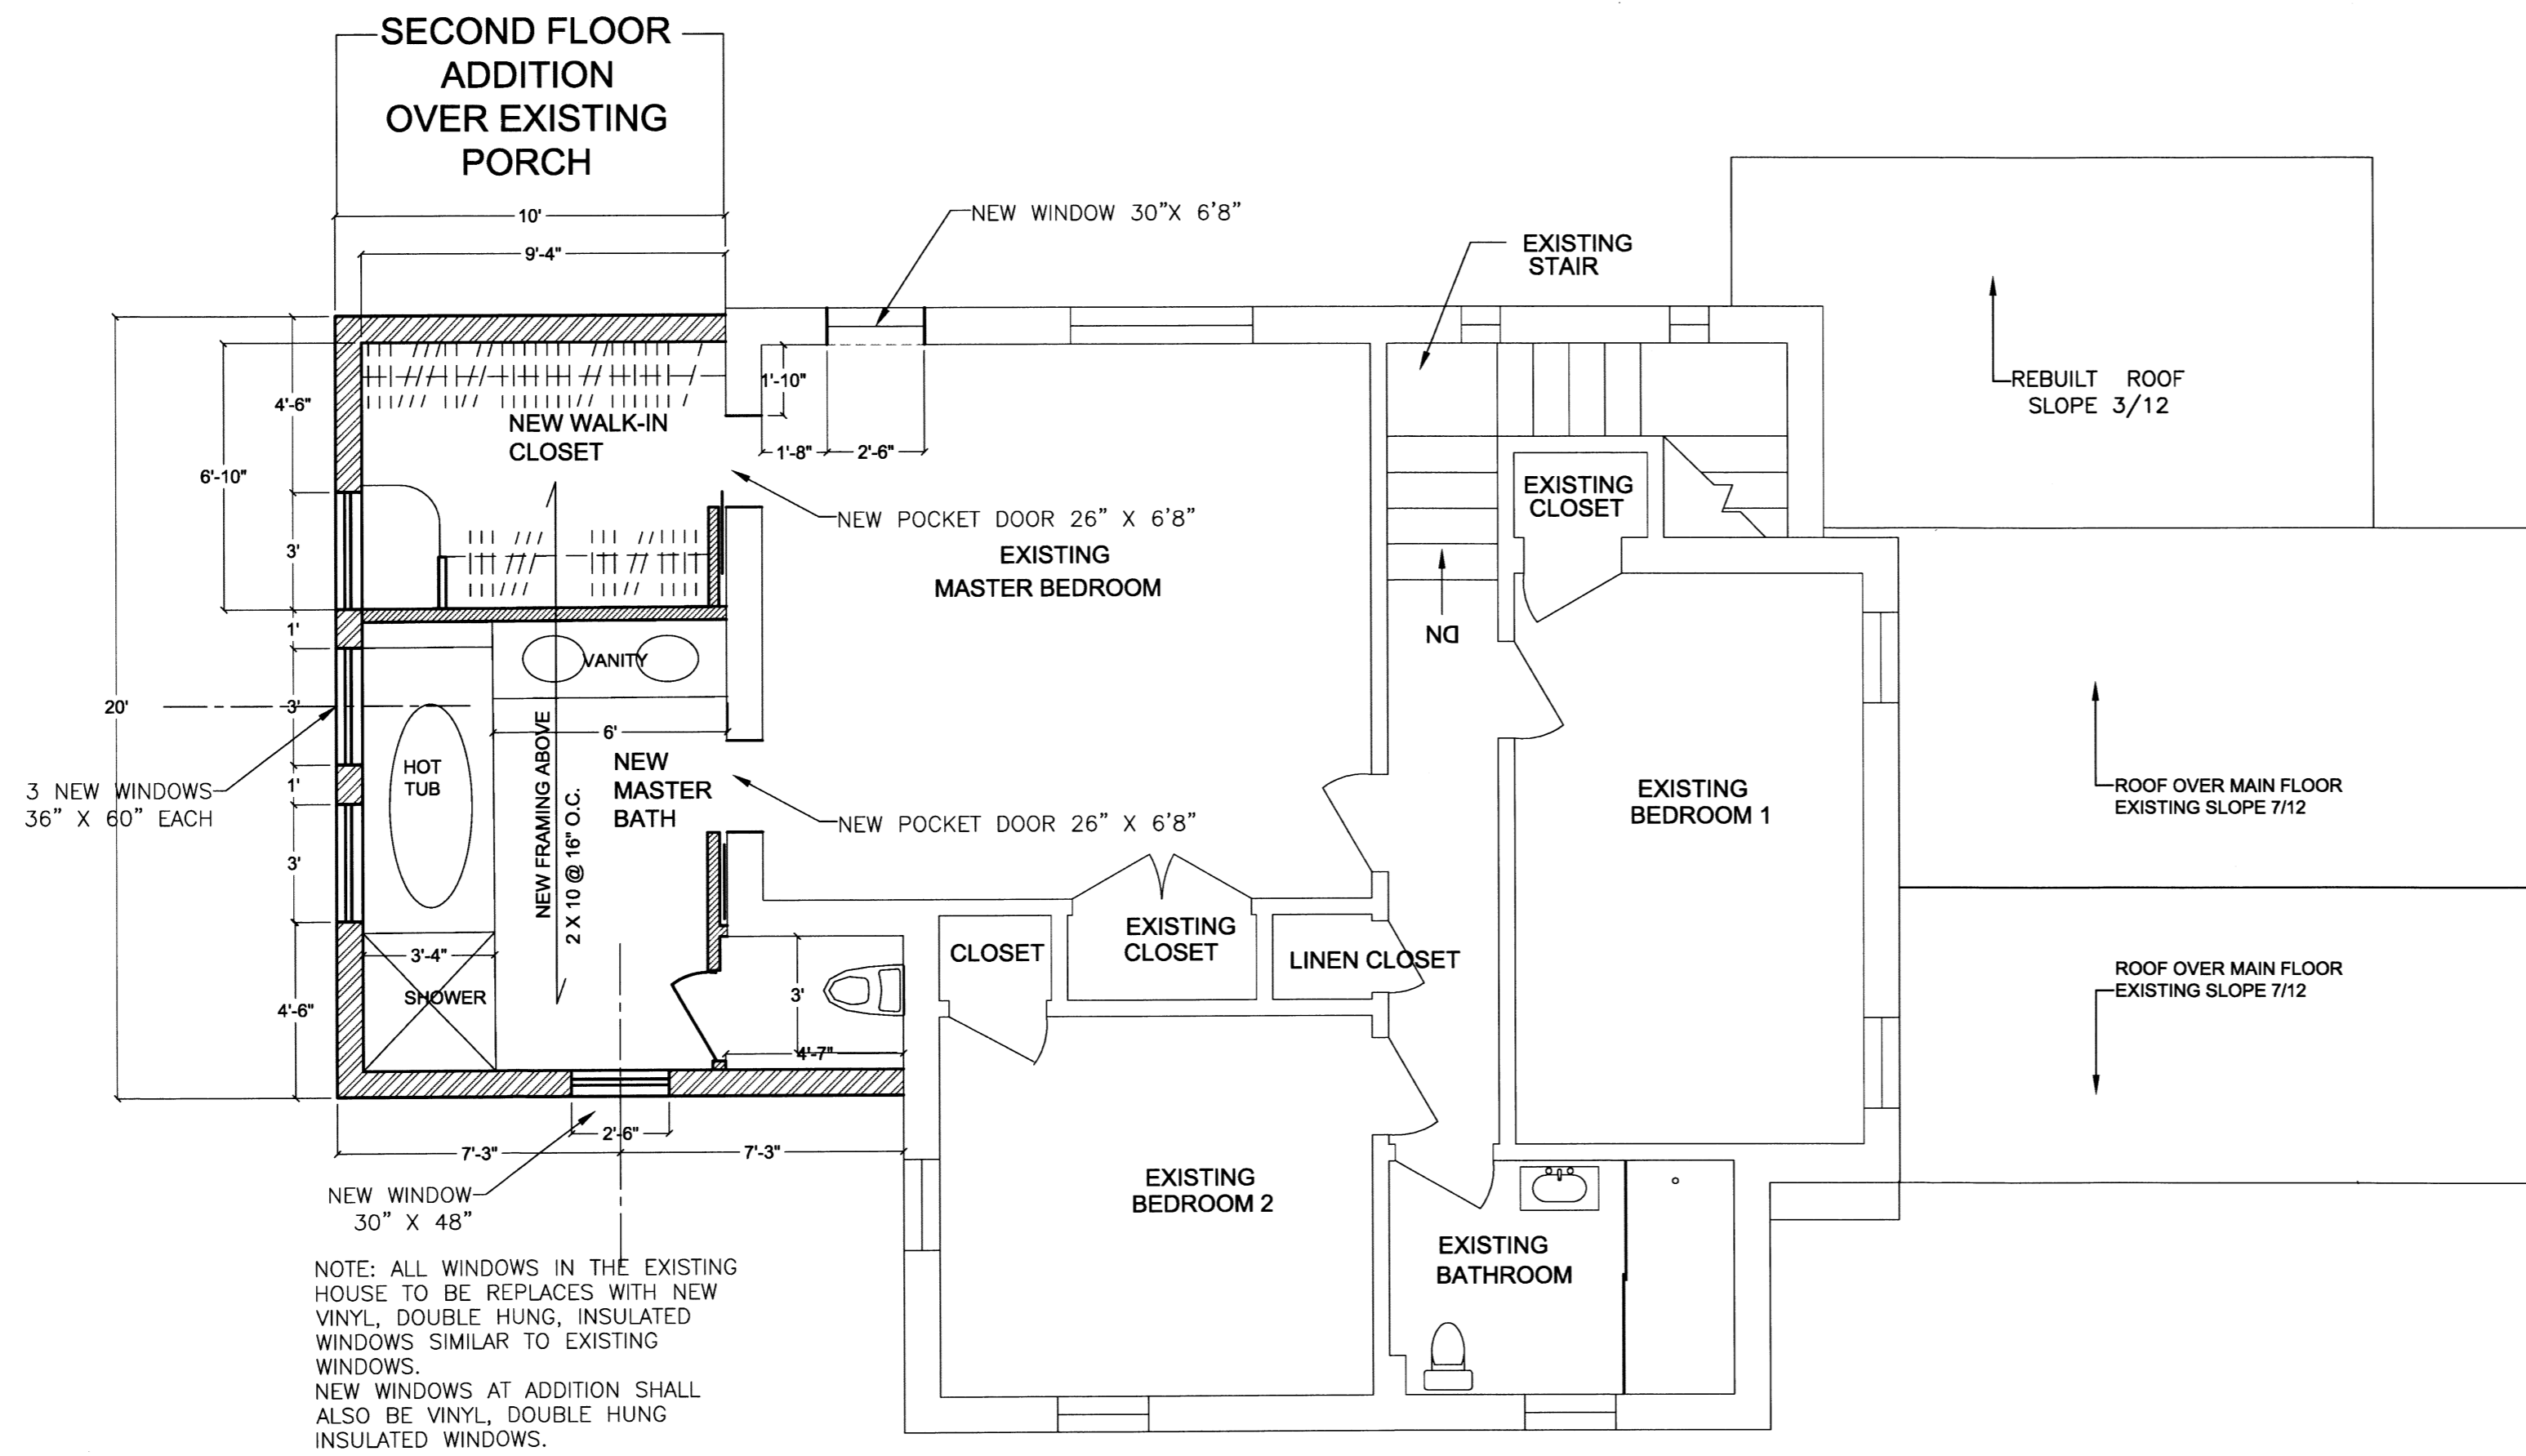 SECOND FLOOR
ADDITION
OVER EXISTING
PORCH
10'
9'-4"
NEW WINDOW 30"X 6'8"
EXISTING
STAIR
REBUILT ROOF
SLOPE 3/12
4'-6"
6'-10"
1'-10"
1'-8"
2'-6"
NEW WALK-IN
CLOSET
NEW POCKET DOOR 26" X 6'8"
EXISTING
MASTER BEDROOM
EXISTING
CLOSET
DN
3'
1'
VANITY
20'
3'
6'
3 NEW WINDOWS
36" X 60" EACH
1'
HOT
TUB
NEW FRAMING ABOVE
2 X 10 @ 16" O.C.
NEW
MASTER
BATH
NEW POCKET DOOR 26" X 6'8"
EXISTING
BEDROOM 1
ROOF OVER MAIN FLOOR
EXISTING SLOPE 7/12
3'
CLOSET
EXISTING
CLOSET
LINEN CLOSET
ROOF OVER MAIN FLOOR
EXISTING SLOPE 7/12
3'-4"
SHOWER
4'-6"
3'
4'-7"
2'-6"
7'-3"
7'-3"
NEW WINDOW
30" X 48"
EXISTING
BEDROOM 2
EXISTING
BATHROOM
NOTE: ALL WINDOWS IN THE EXISTING
HOUSE TO BE REPLACES WITH NEW
VINYL, DOUBLE HUNG, INSULATED
WINDOWS SIMILAR TO EXISTING
WINDOWS.
NEW WINDOWS AT ADDITION SHALL
ALSO BE VINYL, DOUBLE HUNG
INSULATED WINDOWS.